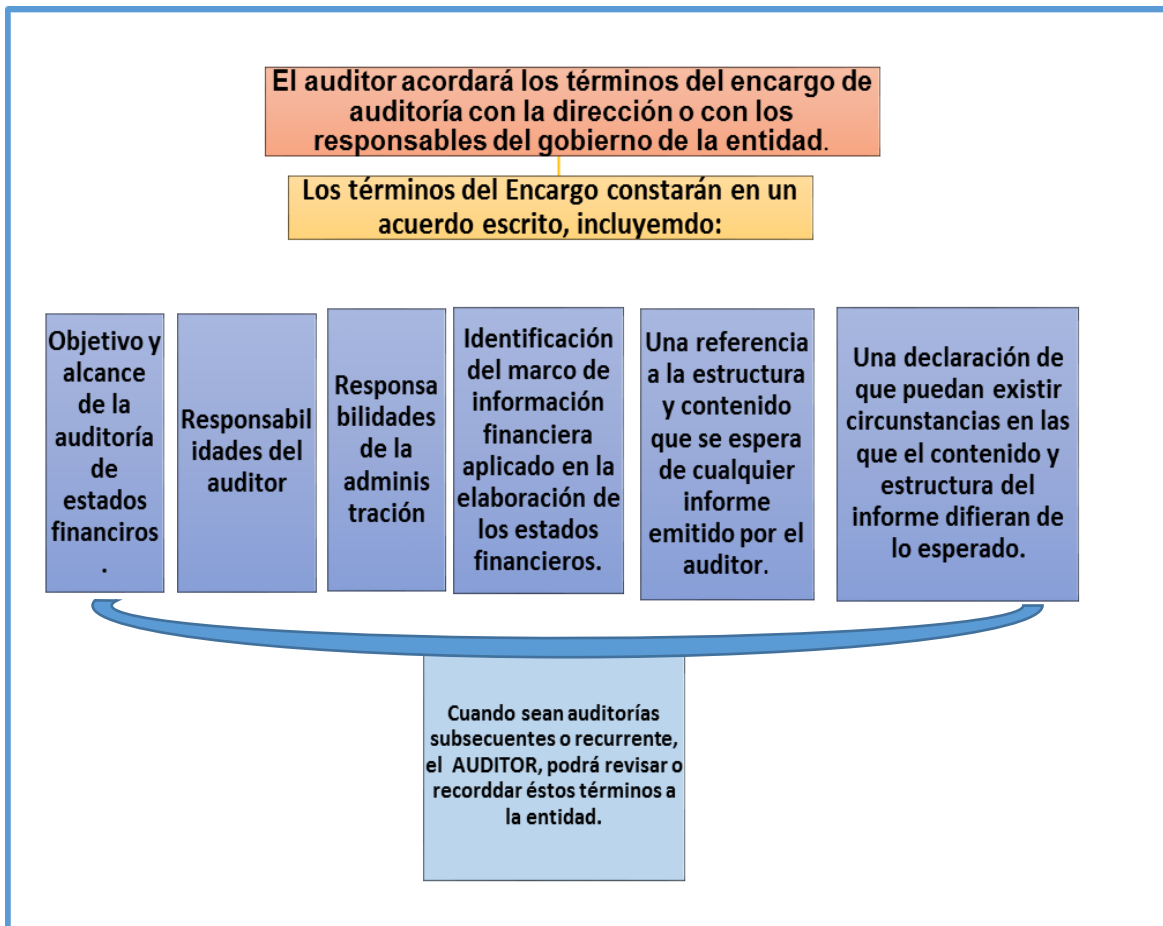 El auditor acordará los términos del encargo de
auditoría con la dirección o con los
responsables del gobierno de la entidad.
Los términos del Encargo constarán en un
acuerdo escrito, incluyemdo:
Objetivo y
alcance
de la
auditoría
de
estados
financiros
.
Responsabil
idades del
auditor
Responsa
bilidades
de la
adminis
tración
Identificación
del marco de
información
financiera
aplicado en la
elaboración de
los estados
financieros.
Una referencia
a la estructura
y contenido
que se espera
de cualquier
informe
emitido por el
auditor.
Una declaración de
que puedan existir
circunstancias en las
que el contenido y
estructura del
informe difieran de
lo esperado.
Cuando sean auditorías
subsecuentes o recurrente,
el AUDITOR, podrá revisar o
recorddar éstos términos a
la entidad.